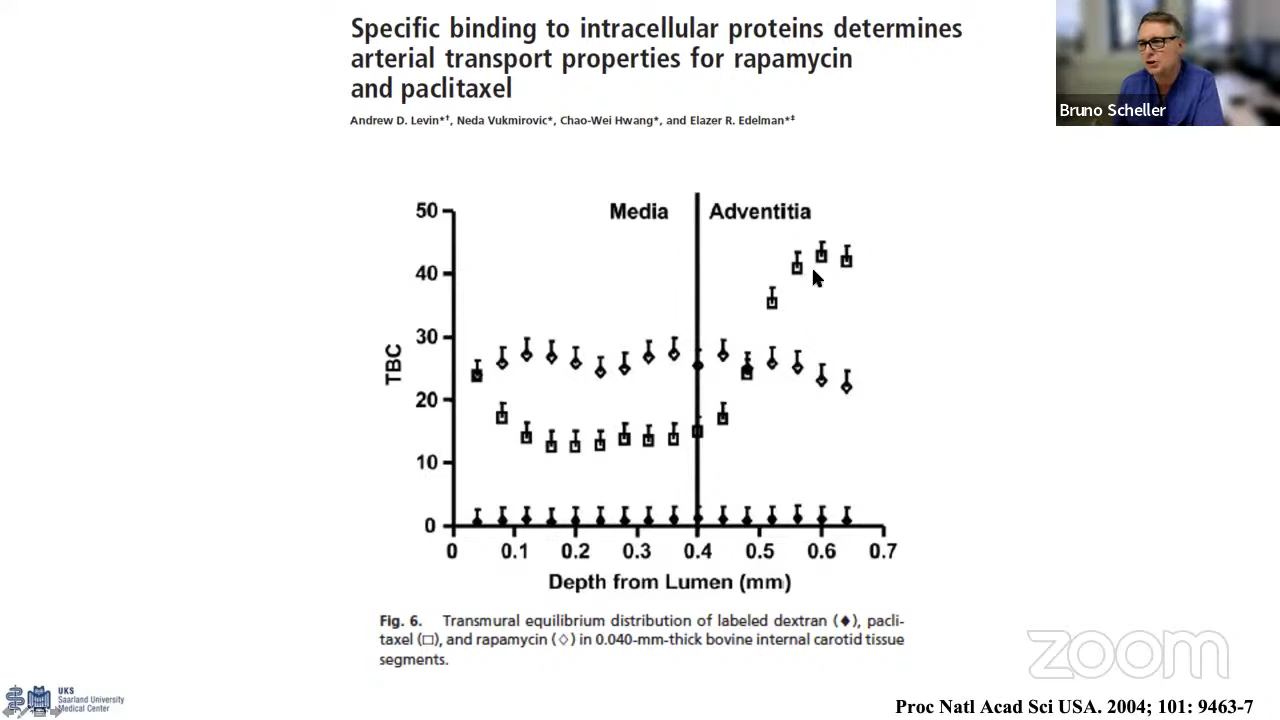 Specific binding to intracellular proteins determines
arterial transport properties for rapamycin
and paclitaxel
Andrew D. Levin*†, Neda Vukmirovic*, Chao-Wei Hwang*, and Elazer R. Edelman*‡
Bruno Scheller
Media Adventitia
50
40
30
20
10
0
TBC
0 0.1 0.2 0.3 0.4 0.5 0.6 0.7
Depth from Lumen (mm)
Fig. 6. Transmural equilibrium distribution of labeled dextran (◆), pacli-
taxel (□), and rapamycin (◇) in 0.040-mm-thick bovine internal carotid tissue
segments.
zoom
UKS
Saarland University
Medical Center
Proc Natl Acad Sci USA. 2004; 101: 9463-7